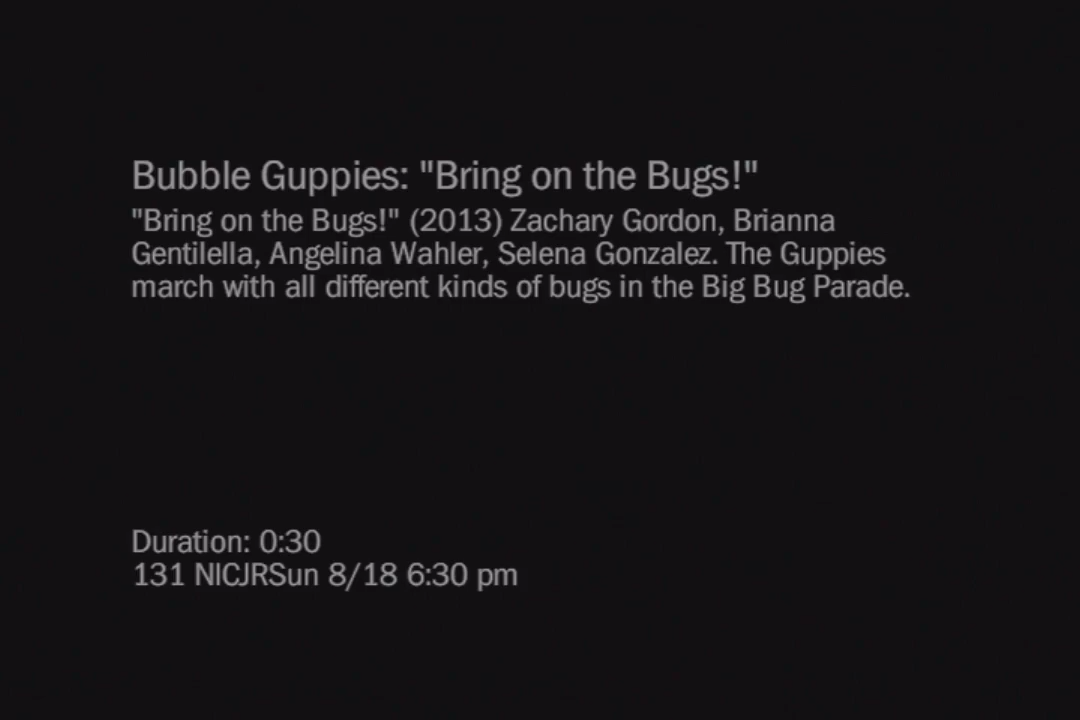 Bubble Guppies: "Bring on the Bugs!"
"Bring on the Bugs!" (2013) Zachary Gordon, Brianna
Gentilella, Angelina Wahler, Selena Gonzalez. The Guppies
march with all different kinds of bugs in the Big Bug Parade.
Duration: 0:30
131 NICJRSun 8/18 6:30 pm